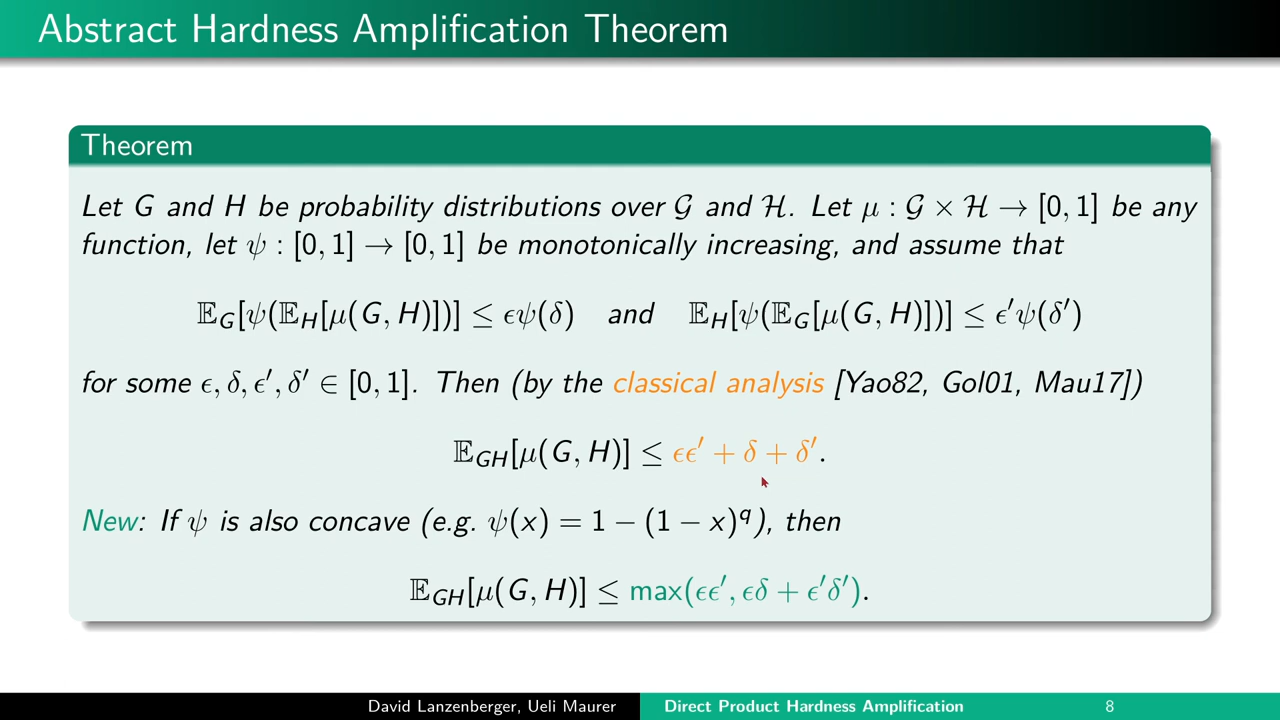 Abstract Hardness Amplification Theorem
Theorem
Let G and H be probability distributions over 𝒢 and ℋ. Let μ : 𝒢 × ℋ → [0, 1] be any
function, let ψ : [0, 1] → [0, 1] be monotonically increasing, and assume that
𝔼_G[ψ(𝔼_H[μ(G, H)])] ≤ ϵψ(δ) and 𝔼_H[ψ(𝔼_G[μ(G, H)])] ≤ ϵ′ψ(δ′)
for some ϵ, δ, ϵ′, δ′ ∈ [0, 1]. Then (by the classical analysis [Yao82, Gol01, Mau17])
𝔼_GH[μ(G, H)] ≤ ϵϵ′ + δ + δ′.
New: If ψ is also concave (e.g. ψ(x) = 1 − (1 − x)^q), then
𝔼_GH[μ(G, H)] ≤ max(ϵϵ′, ϵδ + ϵ′δ′).
David Lanzenberger, Ueli Maurer Direct Product Hardness Amplification 8